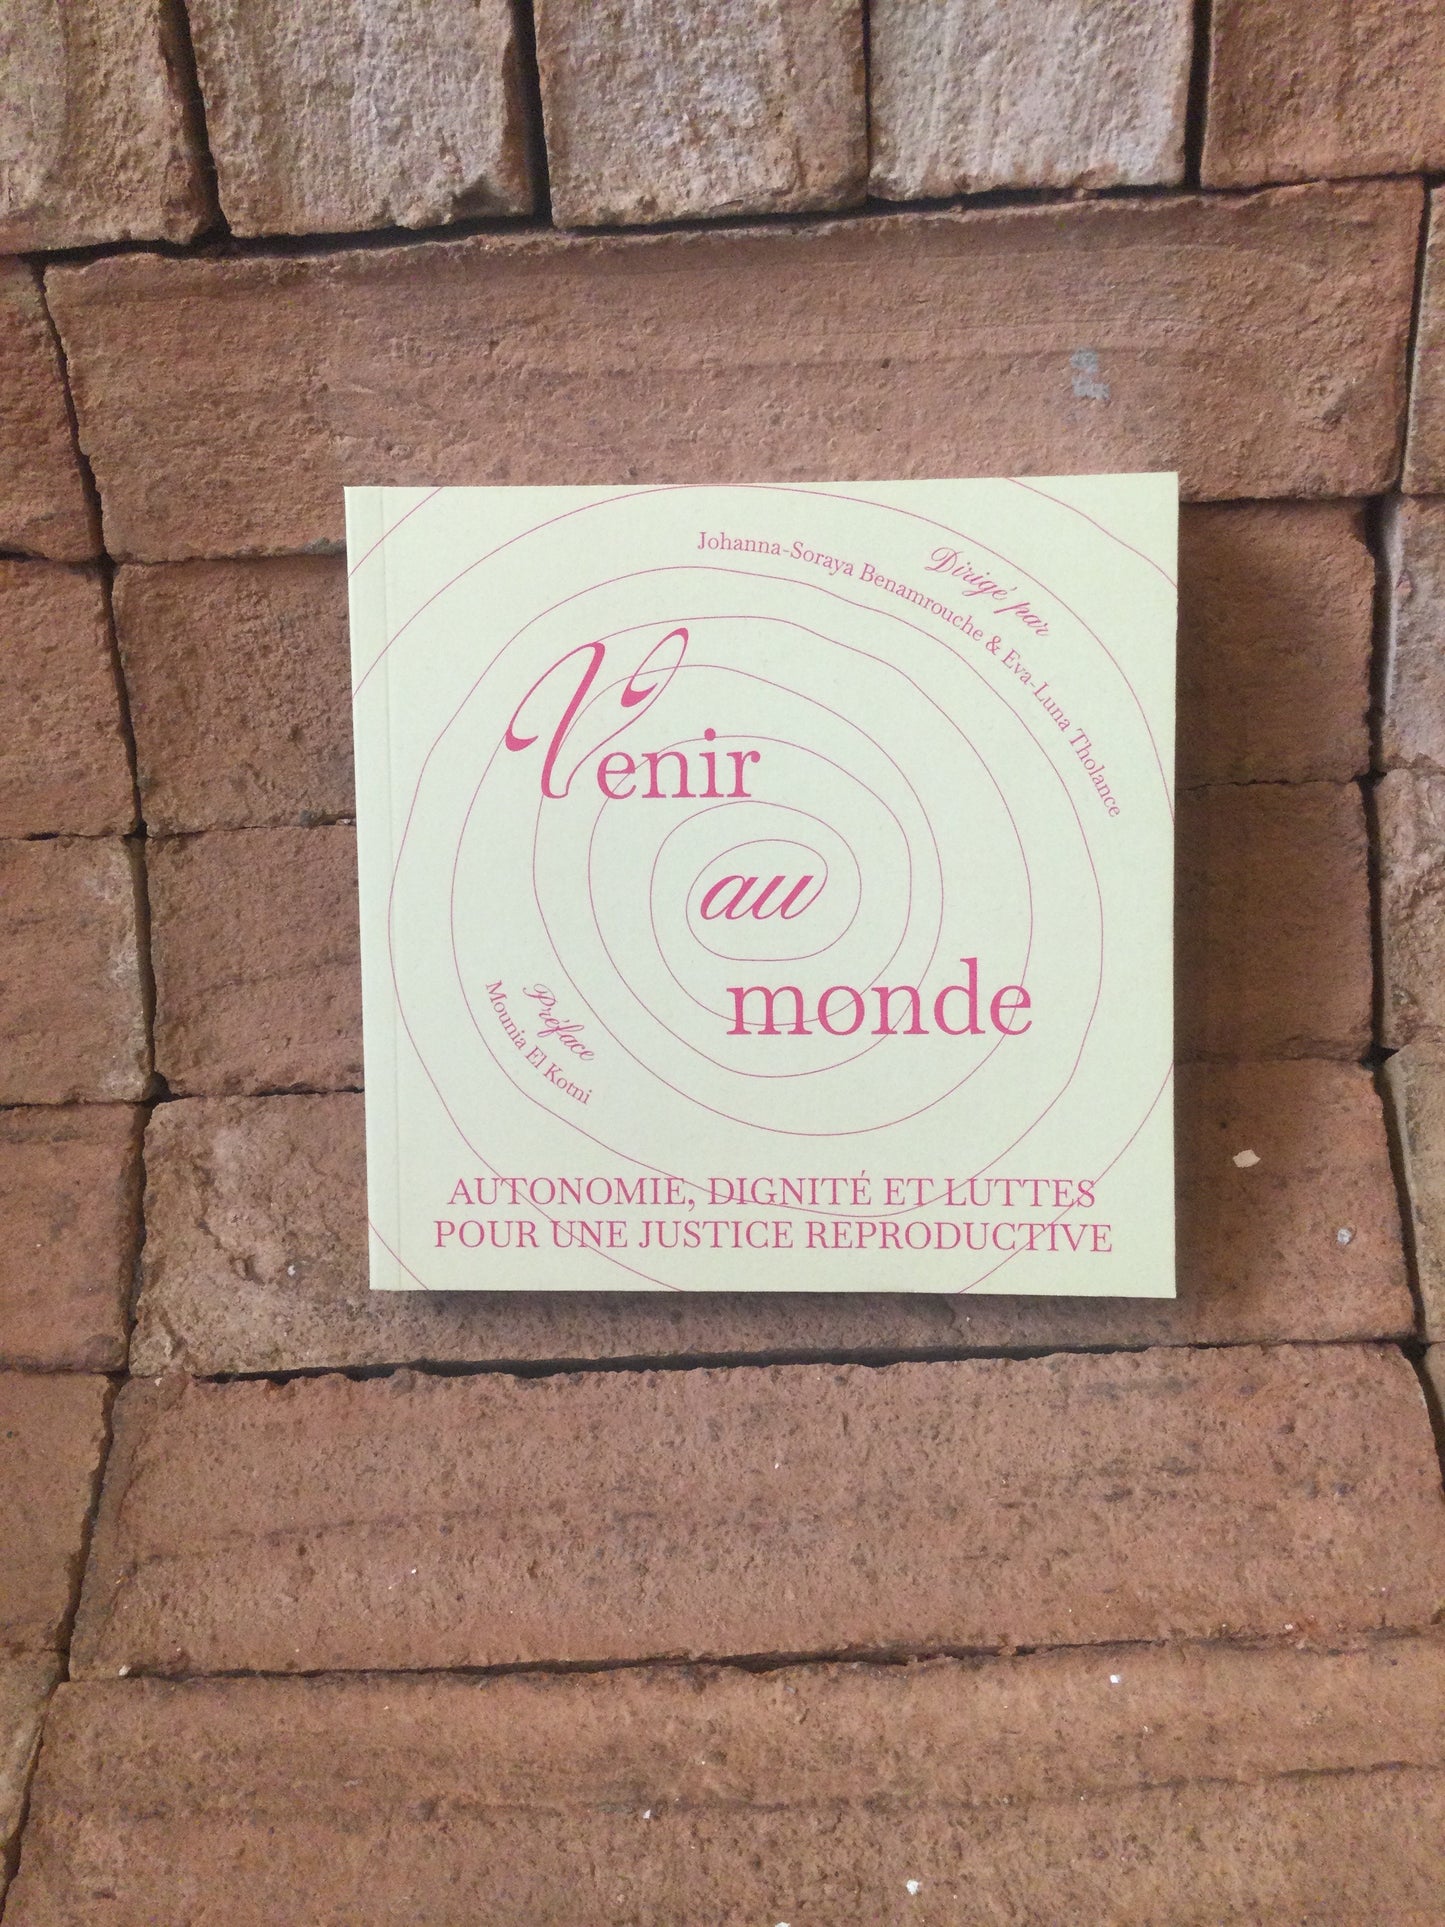 Dirigé par
Johanna-Soraya Benamrouche & Eva-Luna Tholance
Venir
au
monde
Préface
Mounia El Kotni
AUTONOMIE, DIGNITÉ ET LUTTES
POUR UNE JUSTICE REPRODUCTIVE